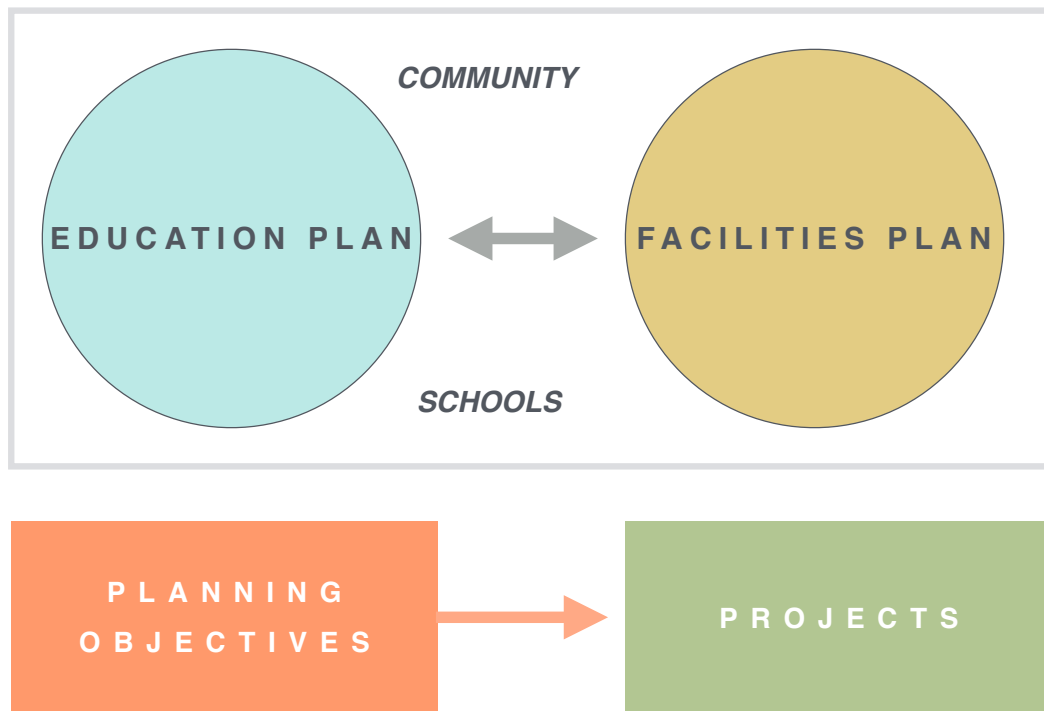 COMMUNITY
EDUCATION PLAN
FACILITIES PLAN
SCHOOLS
PLANNING
OBJECTIVES
PROJECTS